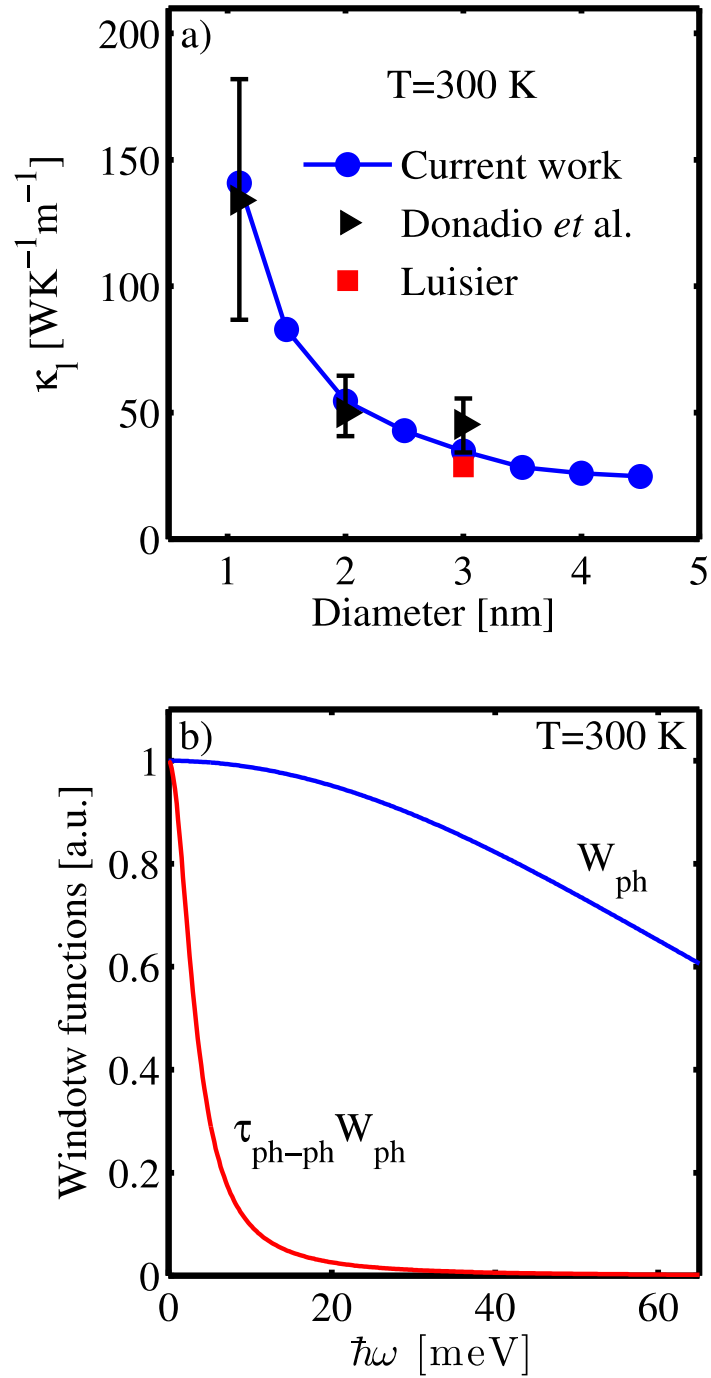 a)
T=300 K
Current work
Donadio et al.
Luisier
200
150
100
50
0
κl [WK−1m−1]
1 2 3 4 5
Diameter [nm]
b)
T=300 K
Wph
τph−phWph
1
0.8
0.6
0.4
0.2
0
Windotw functions [a.u.]
0 20 40 60
ħω [meV]